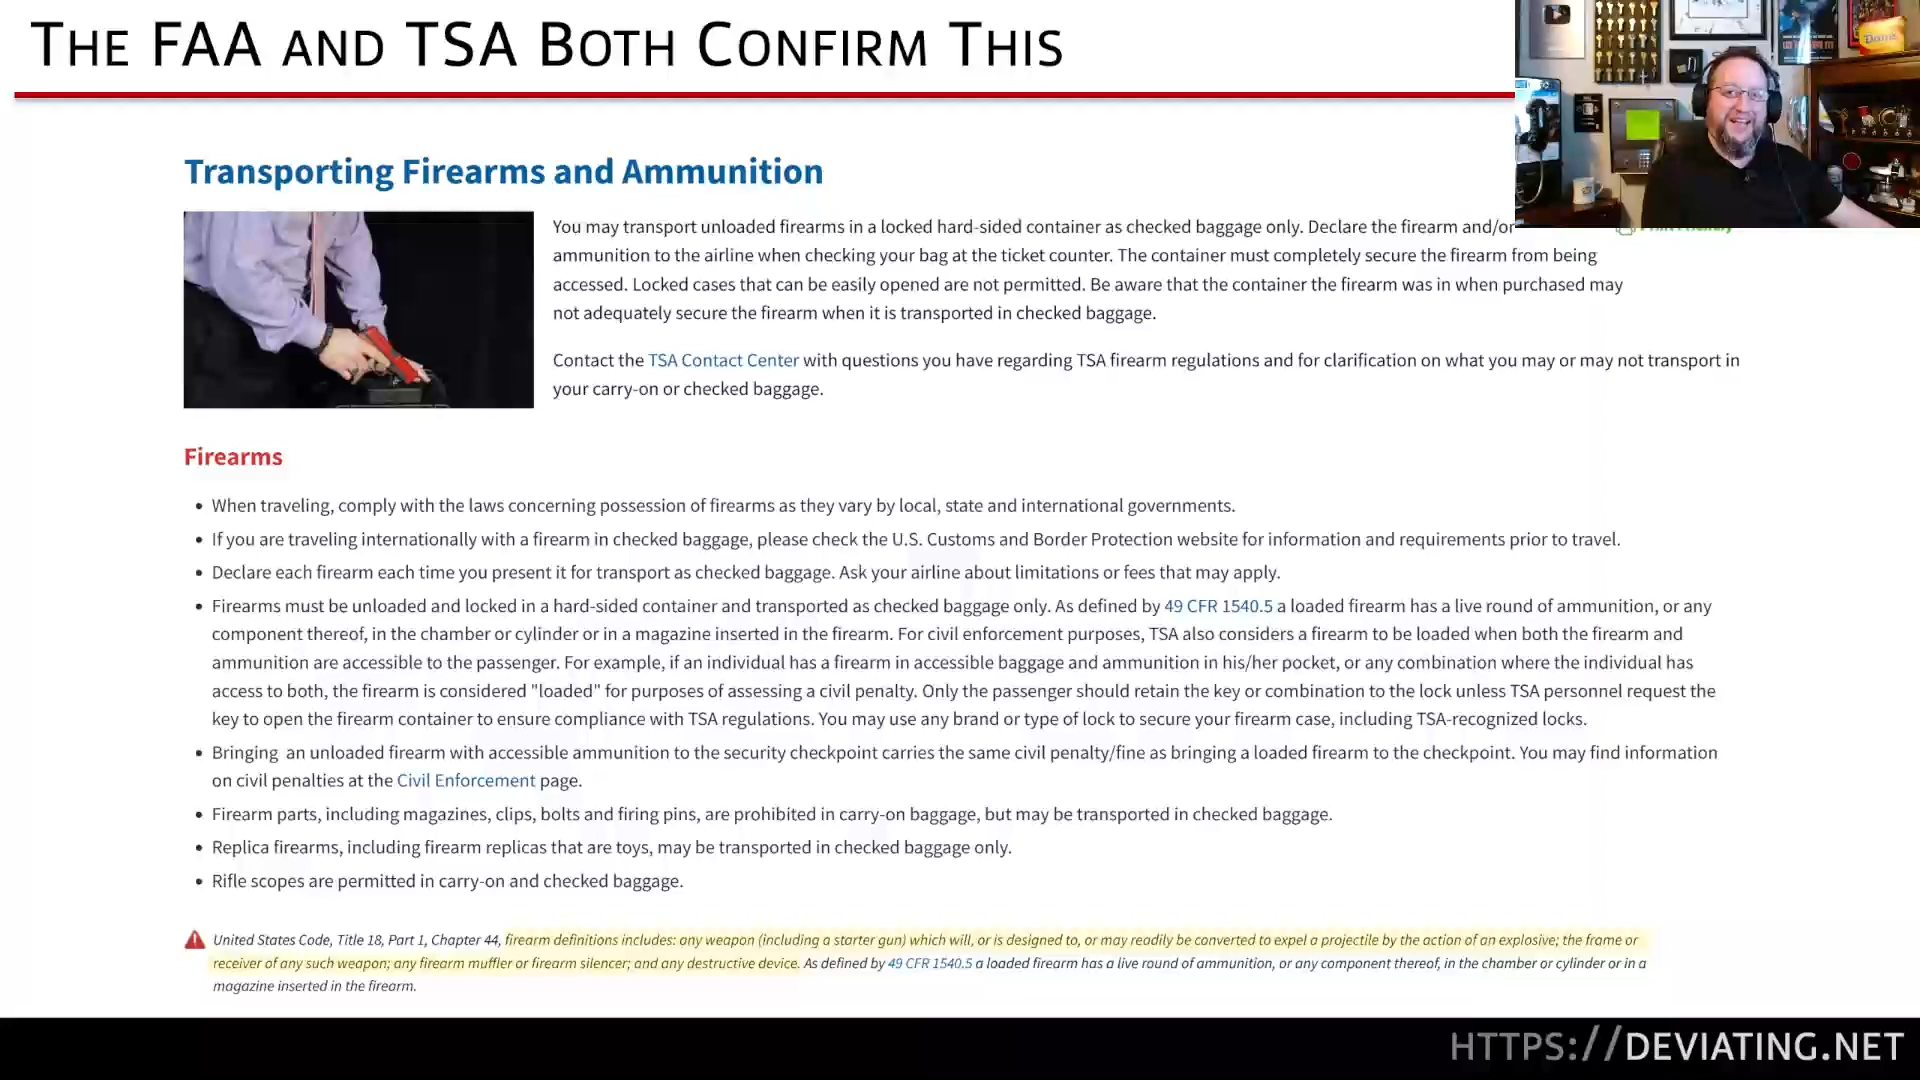 THE FAA AND TSA BOTH CONFIRM THIS
Transporting Firearms and Ammunition
You may transport unloaded firearms in a locked hard-sided container as checked baggage only. Declare the firearm and/or
ammunition to the airline when checking your bag at the ticket counter. The container must completely secure the firearm from being
accessed. Locked cases that can be easily opened are not permitted. Be aware that the container the firearm was in when purchased may
not adequately secure the firearm when it is transported in checked baggage.
Contact the TSA Contact Center with questions you have regarding TSA firearm regulations and for clarification on what you may or may not transport in
your carry-on or checked baggage.
Firearms
• When traveling, comply with the laws concerning possession of firearms as they vary by local, state and international governments.
• If you are traveling internationally with a firearm in checked baggage, please check the U.S. Customs and Border Protection website for information and requirements prior to travel.
• Declare each firearm each time you present it for transport as checked baggage. Ask your airline about limitations or fees that may apply.
• Firearms must be unloaded and locked in a hard-sided container and transported as checked baggage only. As defined by 49 CFR 1540.5 a loaded firearm has a live round of ammunition, or any
component thereof, in the chamber or cylinder or in a magazine inserted in the firearm. For civil enforcement purposes, TSA also considers a firearm to be loaded when both the firearm and
ammunition are accessible to the passenger. For example, if an individual has a firearm in accessible baggage and ammunition in his/her pocket, or any combination where the individual has
access to both, the firearm is considered "loaded" for purposes of assessing a civil penalty. Only the passenger should retain the key or combination to the lock unless TSA personnel request the
key to open the firearm container to ensure compliance with TSA regulations. You may use any brand or type of lock to secure your firearm case, including TSA-recognized locks.
• Bringing an unloaded firearm with accessible ammunition to the security checkpoint carries the same civil penalty/fine as bringing a loaded firearm to the checkpoint. You may find information
on civil penalties at the Civil Enforcement page.
• Firearm parts, including magazines, clips, bolts and firing pins, are prohibited in carry-on baggage, but may be transported in checked baggage.
• Replica firearms, including firearm replicas that are toys, may be transported in checked baggage only.
• Rifle scopes are permitted in carry-on and checked baggage.
United States Code, Title 18, Part 1, Chapter 44, firearm definitions includes: any weapon (including a starter gun) which will, or is designed to, or may readily be converted to expel a projectile by the action of an explosive; the frame or
receiver of any such weapon; any firearm muffler or firearm silencer; and any destructive device. As defined by 49 CFR 1540.5 a loaded firearm has a live round of ammunition, or any component thereof, in the chamber or cylinder or in a
magazine inserted in the firearm.
HTTPS://DEVIATING.NET